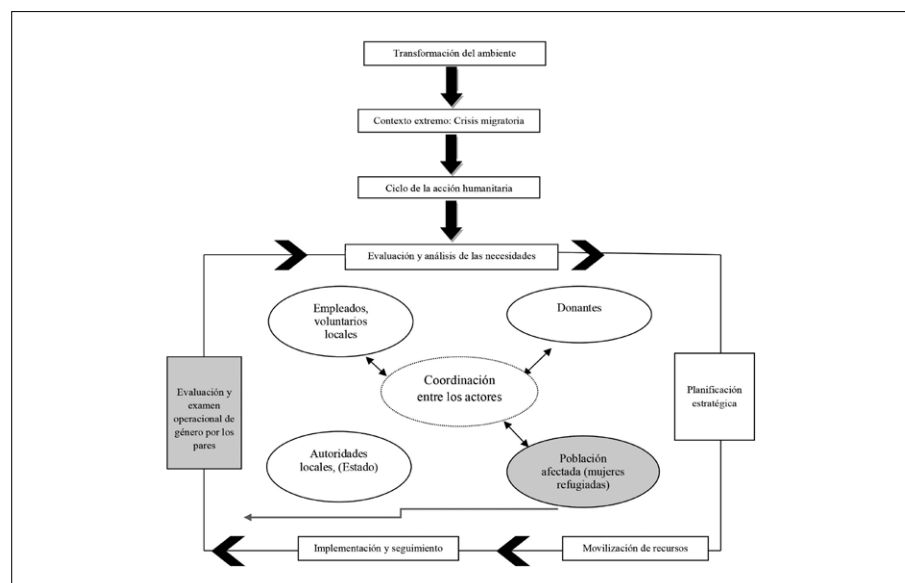 Transformación del ambiente
Contexto extremo: Crisis migratoria
Ciclo de la acción humanitaria
Evaluación y análisis de las necesidades
Empleados,
voluntarios
locales
Donantes
Coordinación
entre los actores
Evaluación y
examen
operacional de
género por los
pares
Planificación
estratégica
Autoridades
locales, (Estado)
Población
afectada (mujeres
refugiadas)
Implementación y seguimiento
Movilización de recursos